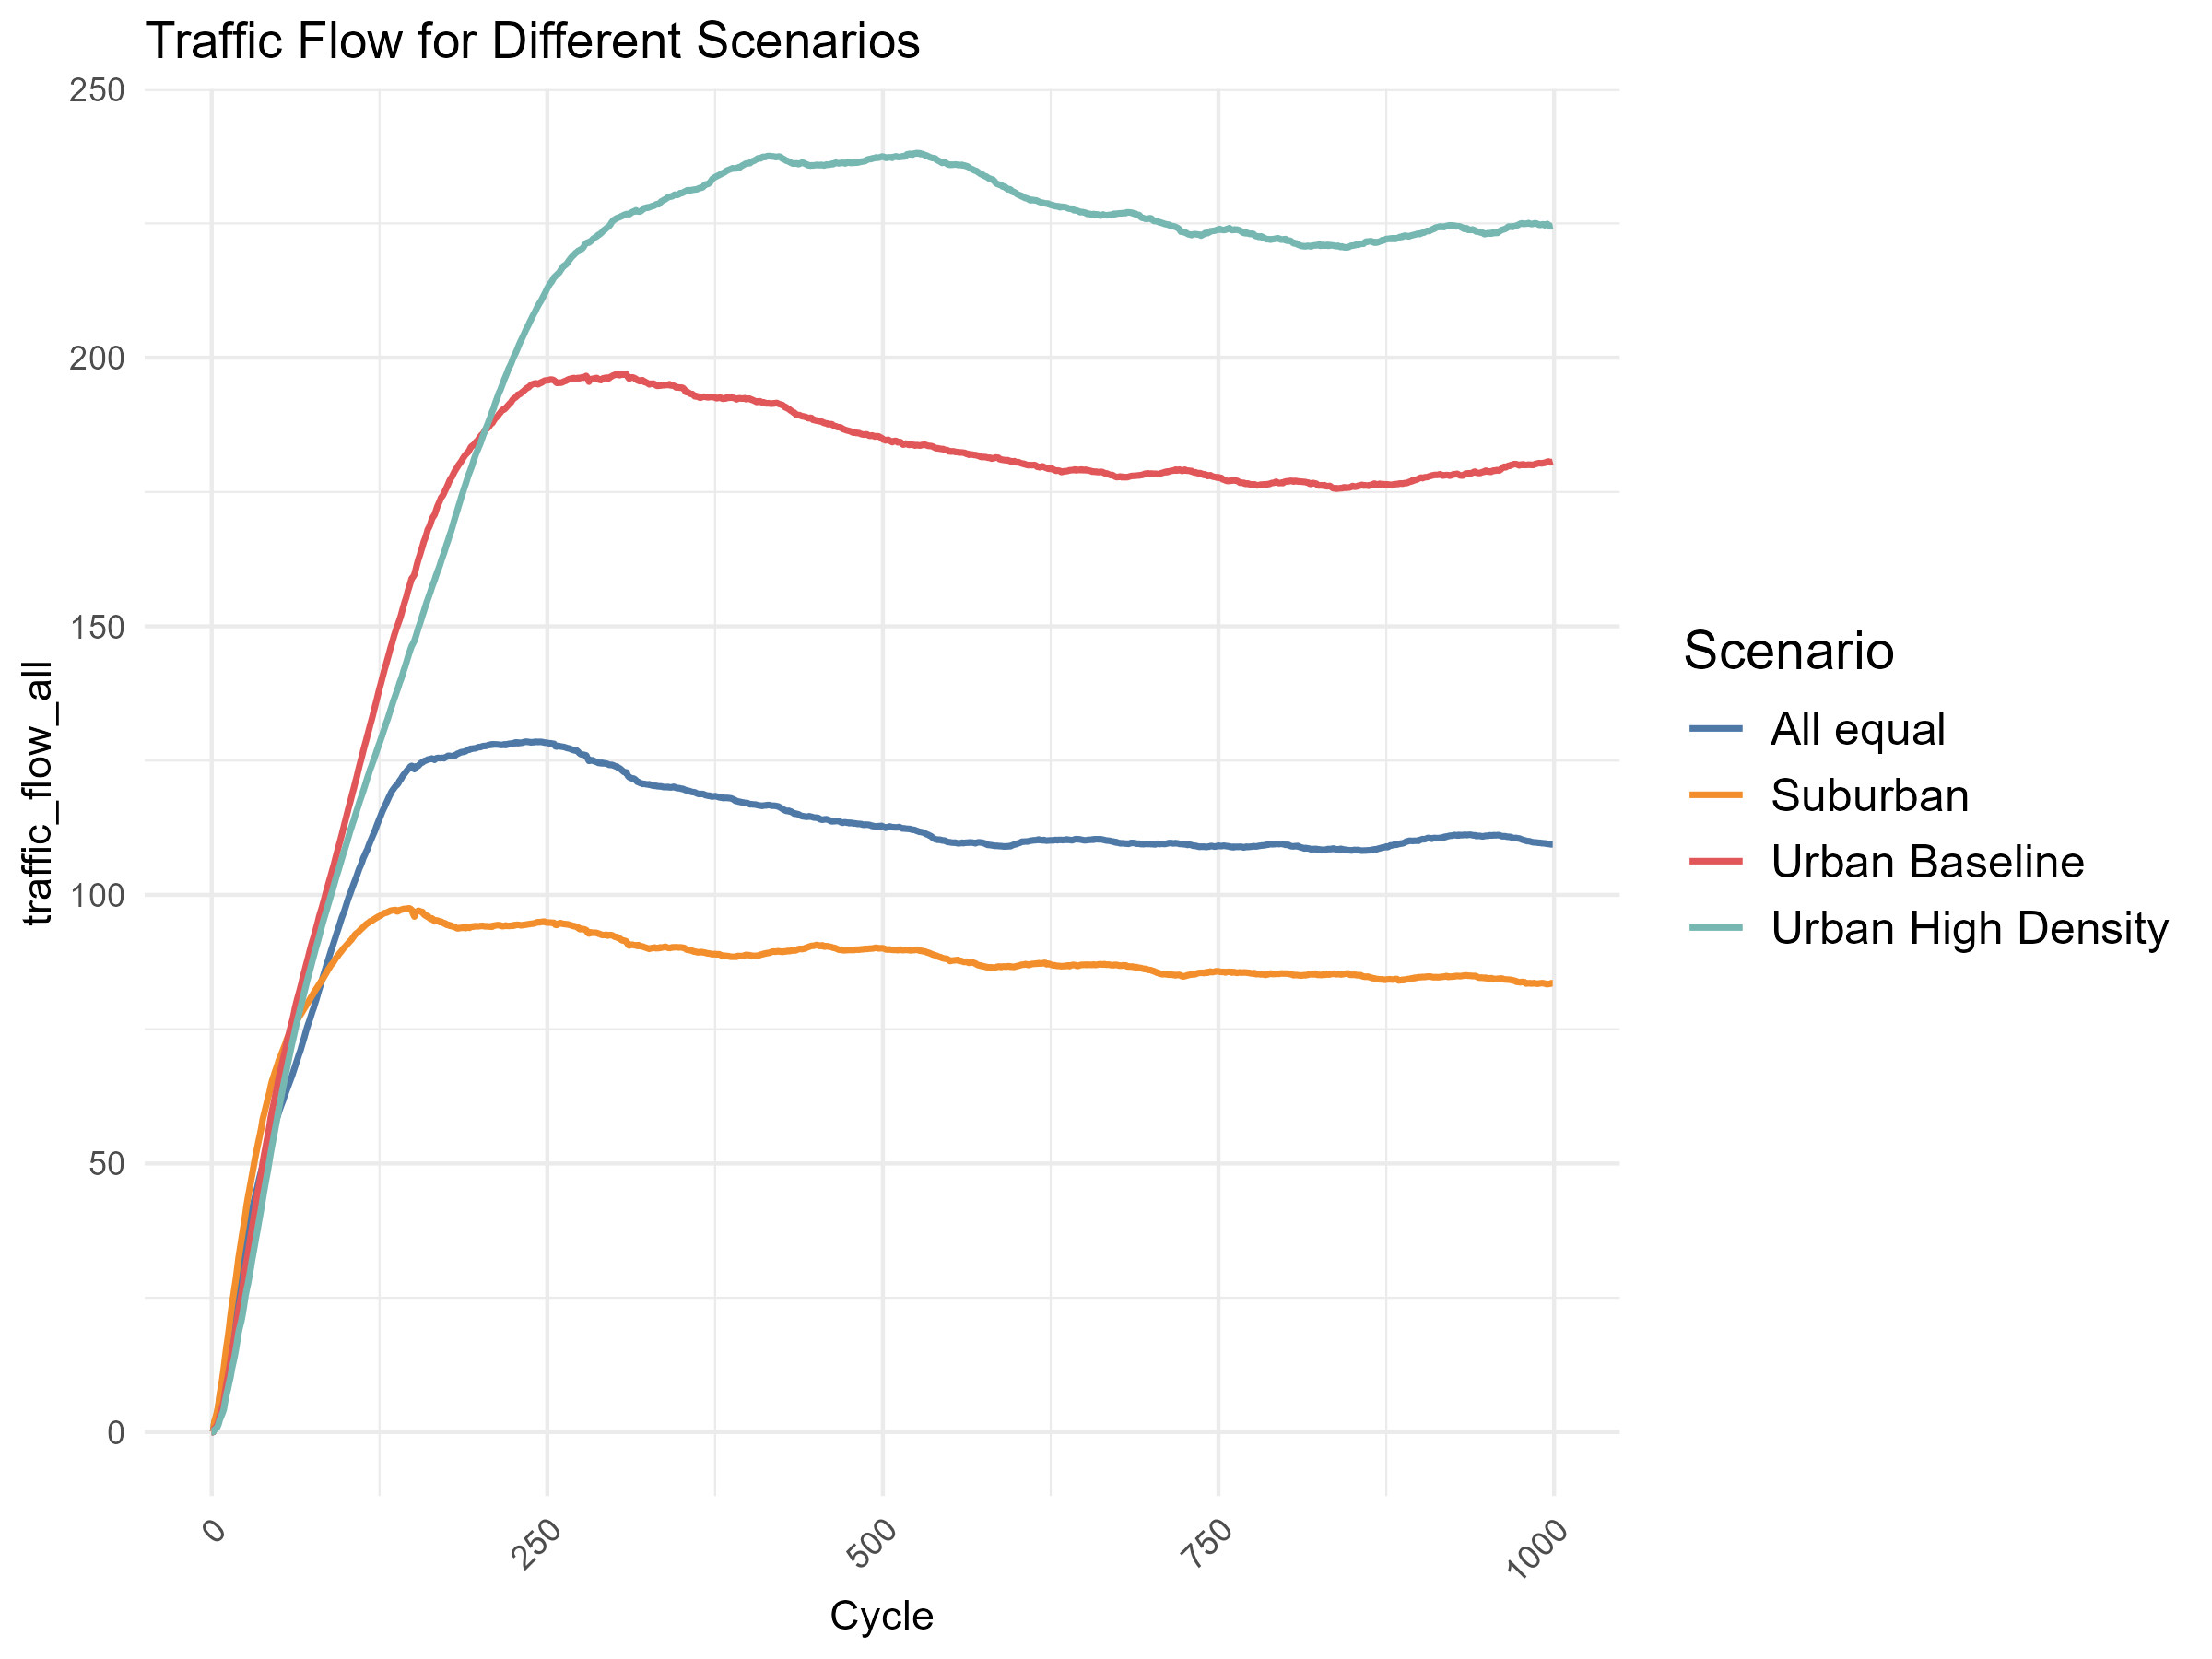 Traffic Flow for Different Scenarios
250
200
150
100
50
0
traffic_flow_all
0
250
500
750
1000
Cycle
Scenario
All equal
Suburban
Urban Baseline
Urban High Density